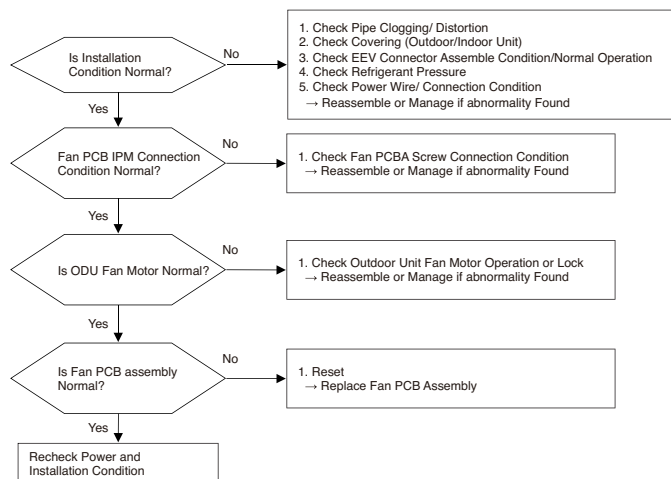 Is Installation
Condition Normal?
No
1. Check Pipe Clogging/ Distortion
2. Check Covering (Outdoor/Indoor Unit)
3. Check EEV Connector Assemble Condition/Normal Operation
4. Check Refrigerant Pressure
5. Check Power Wire/ Connection Condition
→ Reassemble or Manage if abnormality Found
Yes
Fan PCB IPM Connection
Condition Normal?
No
1. Check Fan PCBA Screw Connection Condition
→ Reassemble or Manage if abnormality Found
Yes
Is ODU Fan Motor Normal?
No
1. Check Outdoor Unit Fan Motor Operation or Lock
→ Reassemble or Manage if abnormality Found
Yes
Is Fan PCB assembly
Normal?
No
1. Reset
→ Replace Fan PCB Assembly
Yes
Recheck Power and
Installation Condition